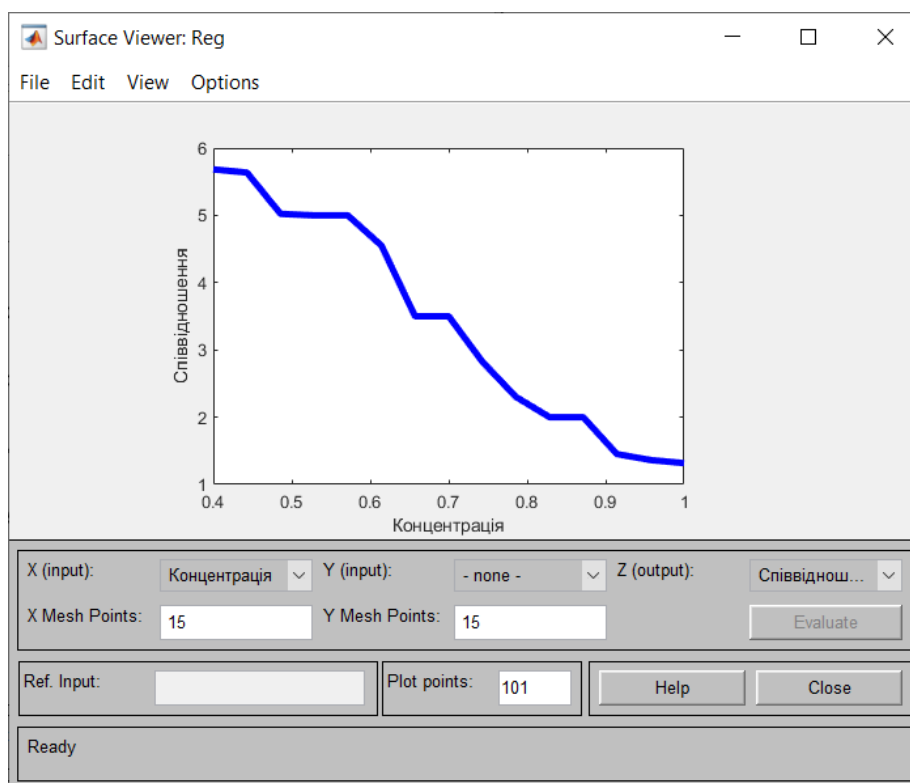 Surface Viewer: Reg
File Edit View Options
6
5
4
3
2
1
Співвідношення
0.4 0.5 0.6 0.7 0.8 0.9 1
Концентрація
X (input): Концентрація Y (input): - none - Z (output): Співвіднош...
X Mesh Points: 15 Y Mesh Points: 15 Evaluate
Ref. Input: Plot points: 101 Help Close
Ready